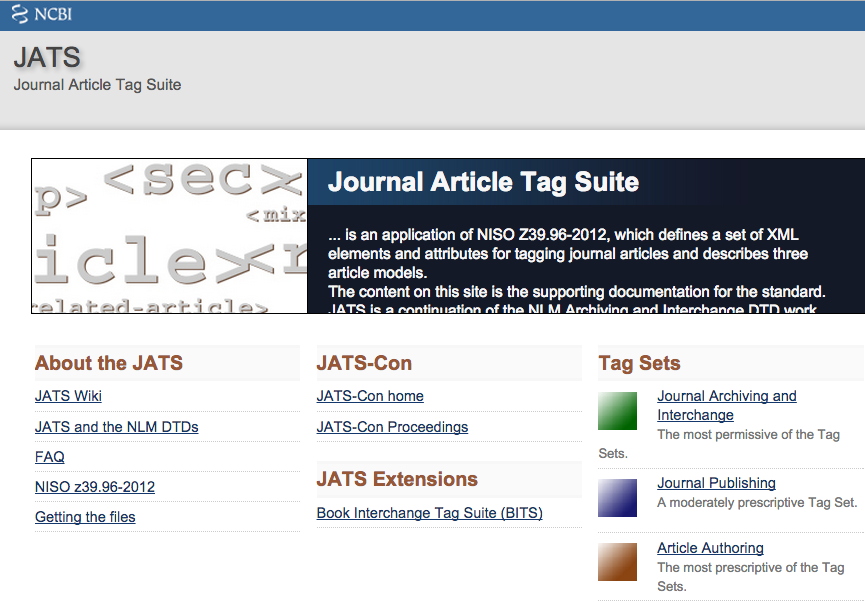 NCBI
JATS
Journal Article Tag Suite
p> <secx
<mix
icle><r
related-article>
Journal Article Tag Suite
... is an application of NISO Z39.96-2012, which defines a set of XML
elements and attributes for tagging journal articles and describes three
article models.
The content on this site is the supporting documentation for the standard.
JATS is a continuation of the NLM Archiving and Interchange DTD work
About the JATS
JATS Wiki
JATS and the NLM DTDs
FAQ
NISO z39.96-2012
Getting the files
JATS-Con
JATS-Con home
JATS-Con Proceedings
JATS Extensions
Book Interchange Tag Suite (BITS)
Tag Sets
Journal Archiving and
Interchange
The most permissive of the Tag
Sets.
Journal Publishing
A moderately prescriptive Tag Set.
Article Authoring
The most prescriptive of the Tag
Sets.